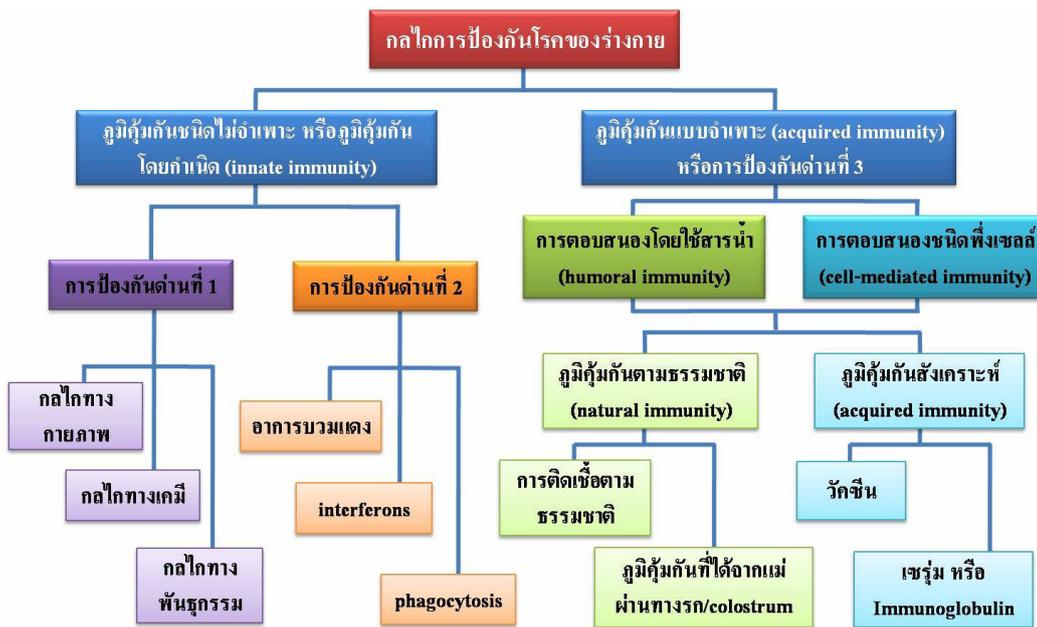 กลไกการป้องกันโรคของร่างกาย
ภูมิคุ้มกันชนิดไม่จำเพาะ หรือภูมิคุ้มกัน
โดยกำเนิด (innate immunity)
ภูมิคุ้มกันแบบจำเพาะ (acquired immunity)
หรือการป้องกันด่านที่ 3
การป้องกันด่านที่ 1
การป้องกันด่านที่ 2
การตอบสนองโดยใช้สารน้ำ
(humoral immunity)
การตอบสนองชนิดพึ่งเซลล์
(cell-mediated immunity)
กลไกทาง
กายภาพ
กลไกทางเคมี
กลไกทาง
พันธุกรรม
อาการบวมแดง
interferons
phagocytosis
ภูมิคุ้มกันตามธรรมชาติ
(natural immunity)
ภูมิคุ้มกันสังเคราะห์
(acquired immunity)
การติดเชื้อตาม
ธรรมชาติ
ภูมิคุ้มกันที่ได้จากแม่
ผ่านทางรก/colostrum
วัคซีน
เซรุ่ม หรือ
Immunoglobulin